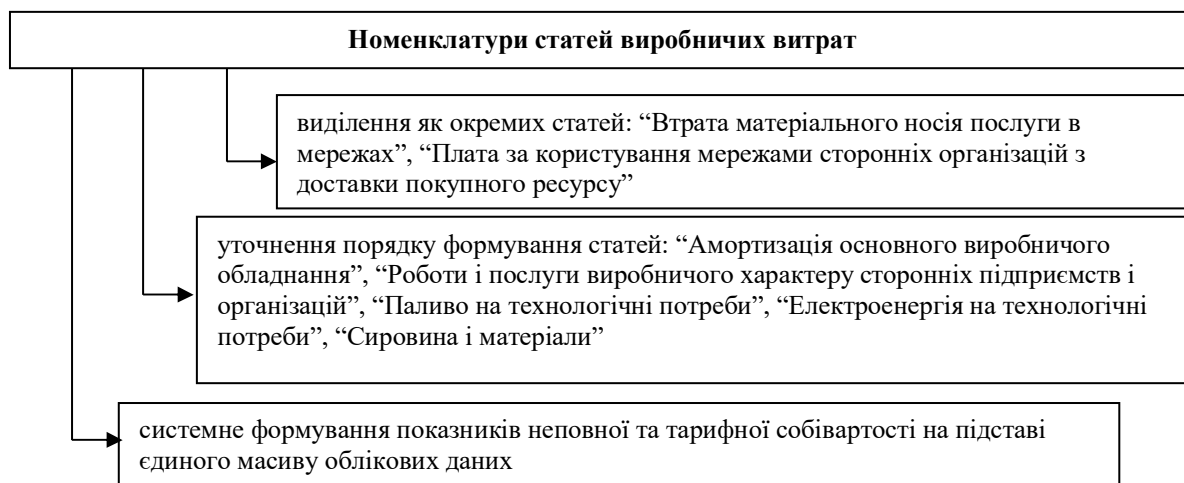 Номенклатури статей виробничих витрат
виділення як окремих статей: “Втрата матеріального носія послуги в
мережах”, “Плата за користування мережами сторонніх організацій з
доставки покупного ресурсу”
уточнення порядку формування статей: “Амортизація основного виробничого
обладнання”, “Роботи і послуги виробничого характеру сторонніх підприємств і
організацій”, “Паливо на технологічні потреби”, “Електроенергія на технологічні
потреби”, “Сировина і матеріали”
системне формування показників неповної та тарифної собівартості на підставі
єдиного масиву облікових даних